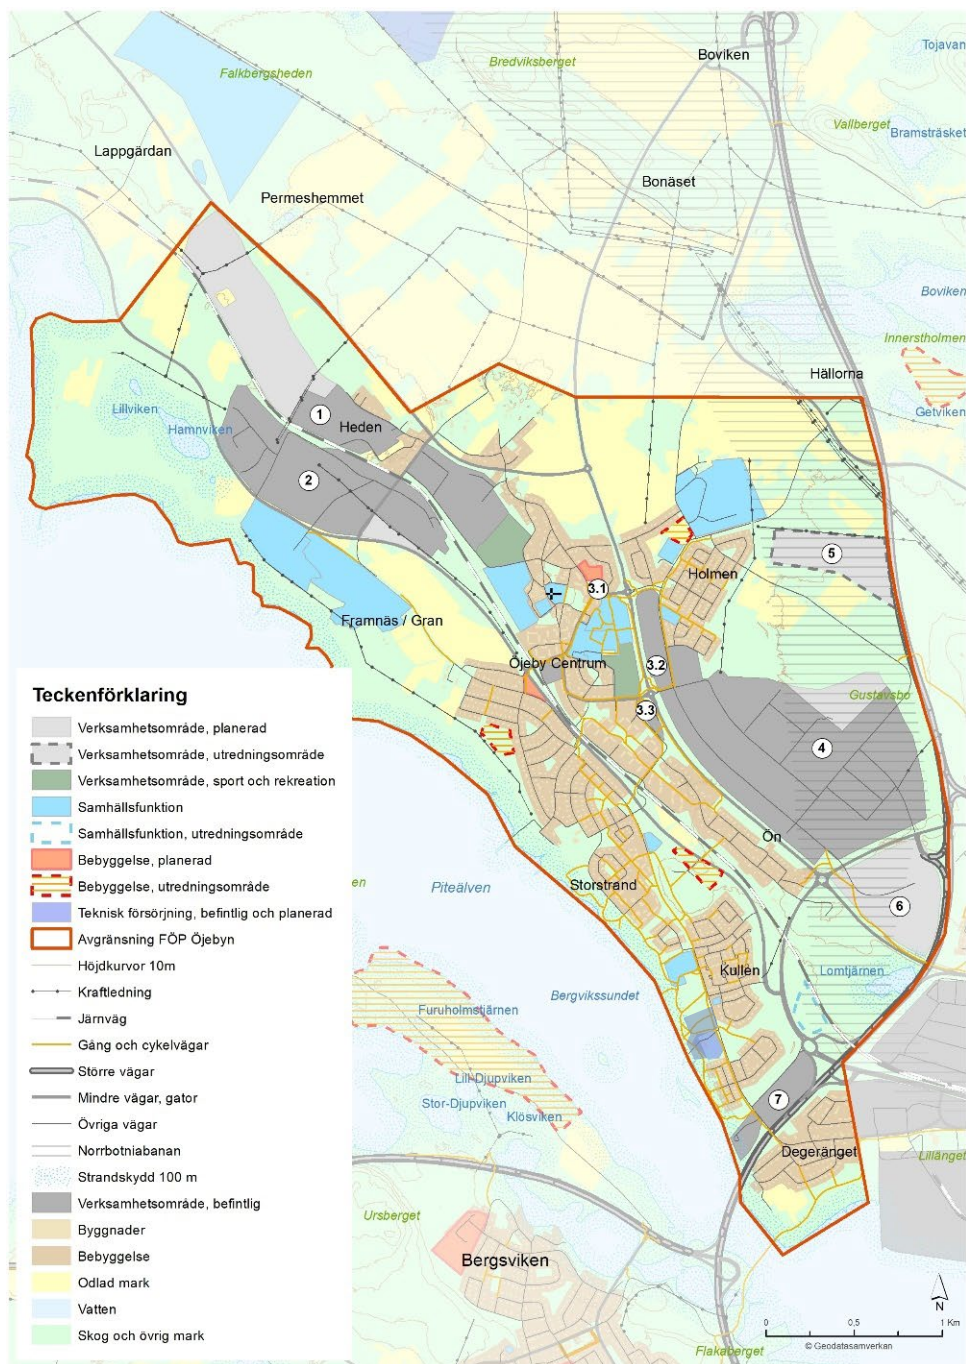 Boven
Tojavan
Bredviksberget
Falkbergsheden
Vallberget
Bramsträsket
Lappgärdan
Bonäset
Permeshemmet
Boviken
Innerstholmen
Hällorna
Getviken
Lillviken
Hamnviken
1
Heden
2
5
Holmen
3.1
Framnäs / Gran
Öjeby Centrum
3.2
Gustavsbo
3.3
4
Ön
Storstrand
Piteälven
6
Kullen
Lomtjärnen
Bergvikssundet
Furuholmstjärnen
Lill-Djupviken
Stor-Djupviken
Klösviken
7
Degeränget
Lillänget
Ursberget
Bergsviken
Flakaberget
Teckenförklaring
Verksamhetsområde, planerad
Verksamhetsområde, utredningsområde
Verksamhetsområde, sport och rekreation
Samhällsfunktion
Samhällsfunktion, utredningsområde
Bebyggelse, planerad
Bebyggelse, utredningsområde
Teknisk försörjning, befintlig och planerad
Avgränsning FÖP Öjebyn
Höjdkurvor 10m
Kraftledning
Järnväg
Gång och cykelvägar
Större vägar
Mindre vägar, gator
Övriga vägar
Norrbotniabanan
Strandskydd 100 m
Verksamhetsområde, befintlig
Byggnader
Bebyggelse
Odlad mark
Vatten
Skog och övrig mark
N
0 0,5 1 Km
© Geodatasamverkan